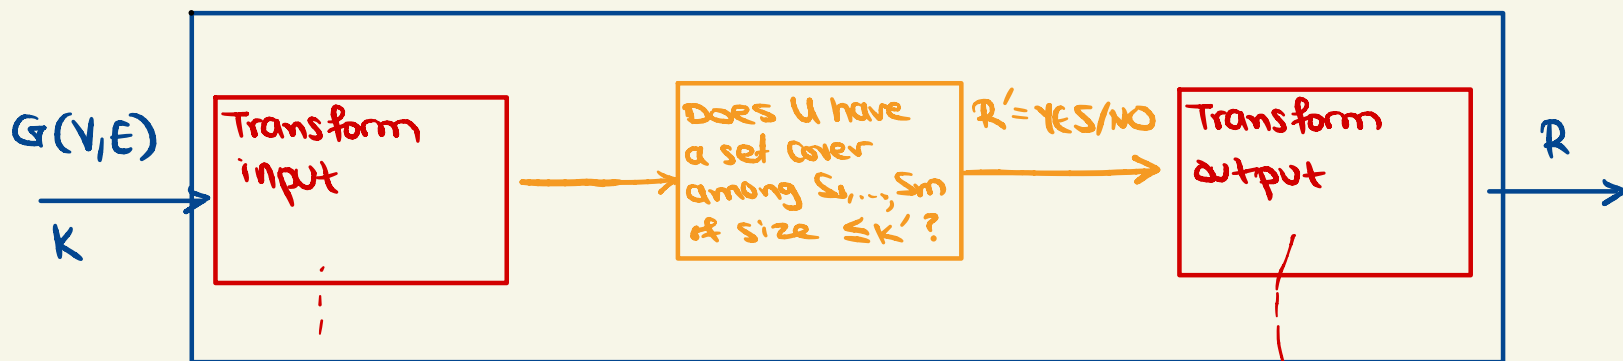 G(V,E)
K
Transform
input
Does U have
a set cover
among S1,...,Sm
of size ≤K'?
R'=YES/NO
Transform
output
R